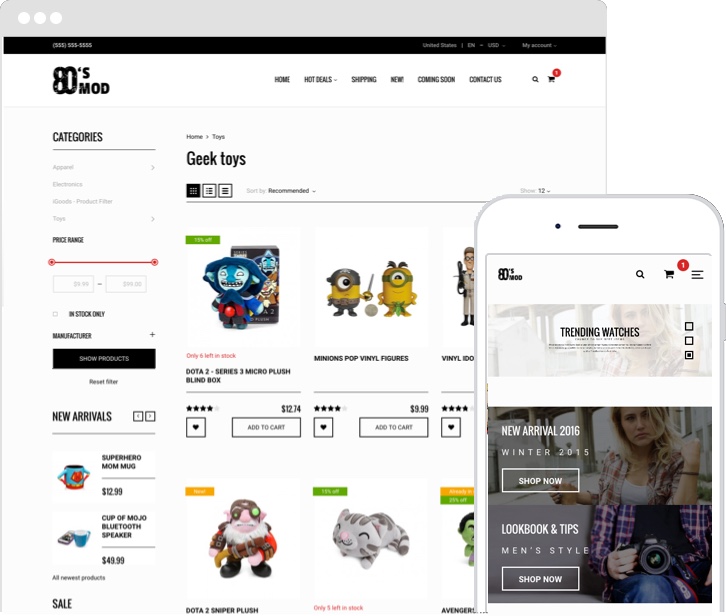 (555) 555-5555
United States | EN – USD
My account
80'S
MOD
HOME HOT DEALS SHIPPING NEW! COMING SOON CONTACT US
1
CATEGORIES
Apparel
Electronics
iGoods - Product Filter
Toys
PRICE RANGE
$9.99 – $99.00
IN STOCK ONLY
MANUFACTURER +
SHOW PRODUCTS
Reset filter
NEW ARRIVALS
SUPERHERO
MOM MUG
$12.99
CUP OF MOJO
BLUETOOTH
SPEAKER
$49.99
All newest products
SALE
Home > Toys
Geek toys
Sort by: Recommended
Show: 12
15% off
Only 6 left in stock
DOTA 2 - SERIES 3 MICRO PLUSH
BLIND BOX
$12.74
ADD TO CART
MINIONS POP VINYL FIGURES
$9.99
ADD TO CART
VINYL IDO
New!
DOTA 2 SNIPER PLUSH
15% off
Only 5 left in stock
Already in
20% off
AVENGERS
80'S
MOD
1
TRENDING WATCHES
NEW ARRIVAL 2016
WINTER 2015
SHOP NOW
LOOKBOOK & TIPS
MEN'S STYLE
SHOP NOW